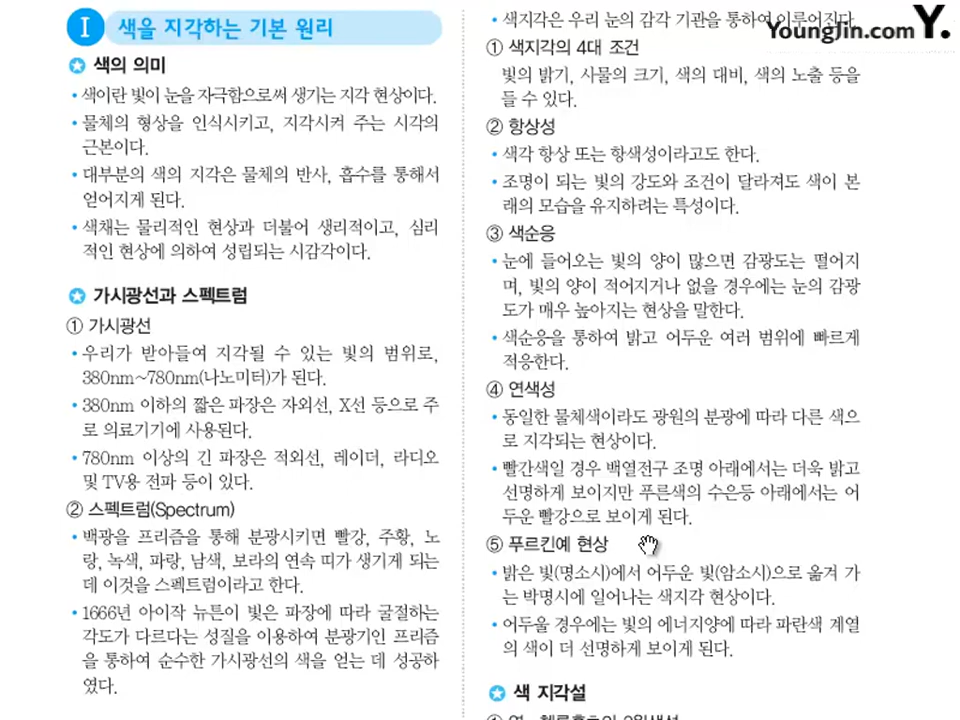 Ⅰ 색을 지각하는 기본 원리
✪ 색의 의미
• 색이란 빛이 눈을 자극함으로써 생기는 지각 현상이다.
• 물체의 형상을 인식시키고, 지각시켜 주는 시각의
근본이다.
• 대부분의 색의 지각은 물체의 반사, 흡수를 통해서
얻어지게 된다.
• 색채는 물리적인 현상과 더불어 생리적이고, 심리
적인 현상에 의하여 성립되는 시감각이다.
✪ 가시광선과 스펙트럼
① 가시광선
• 우리가 받아들여 지각될 수 있는 빛의 범위로,
380nm~780nm(나노미터)가 된다.
• 380nm 이하의 짧은 파장은 자외선, X선 등으로 주
로 의료기기에 사용된다.
• 780nm 이상의 긴 파장은 적외선, 레이더, 라디오
및 TV용 전파 등이 있다.
② 스펙트럼(Spectrum)
• 백광을 프리즘을 통해 분광시키면 빨강, 주황, 노
랑, 녹색, 파랑, 남색, 보라의 연속 띠가 생기게 되는
데 이것을 스펙트럼이라고 한다.
• 1666년 아이작 뉴튼이 빛은 파장에 따라 굴절하는
각도가 다르다는 성질을 이용하여 분광기인 프리즘
을 통하여 순수한 가시광선의 색을 얻는 데 성공하
였다.
• 색지각은 우리 눈의 감각 기관을 통하여 이루어진다.
YoungJin.com Y.
① 색지각의 4대 조건
빛의 밝기, 사물의 크기, 색의 대비, 색의 노출 등을
들 수 있다.
② 항상성
• 색각 항상 또는 항색성이라고도 한다.
• 조명이 되는 빛의 강도와 조건이 달라져도 색이 본
래의 모습을 유지하려는 특성이다.
③ 색순응
• 눈에 들어오는 빛의 양이 많으면 감광도는 떨어지
며, 빛의 양이 적어지거나 없을 경우에는 눈의 감광
도가 매우 높아지는 현상을 말한다.
• 색순응을 통하여 밝고 어두운 여러 범위에 빠르게
적응한다.
④ 연색성
• 동일한 물체색이라도 광원의 분광에 따라 다른 색으
로 지각되는 현상이다.
• 빨간색일 경우 백열전구 조명 아래에서는 더욱 밝고
선명하게 보이지만 푸른색의 수은등 아래에서는 어
두운 빨강으로 보이게 된다.
⑤ 푸르킨예 현상
• 밝은 빛(명소시)에서 어두운 빛(암소시)으로 옮겨 가
는 박명시에 일어나는 색지각 현상이다.
• 어두울 경우에는 빛의 에너지양에 따라 파란색 계열
의 색이 더 선명하게 보이게 된다.
✪ 색 지각설